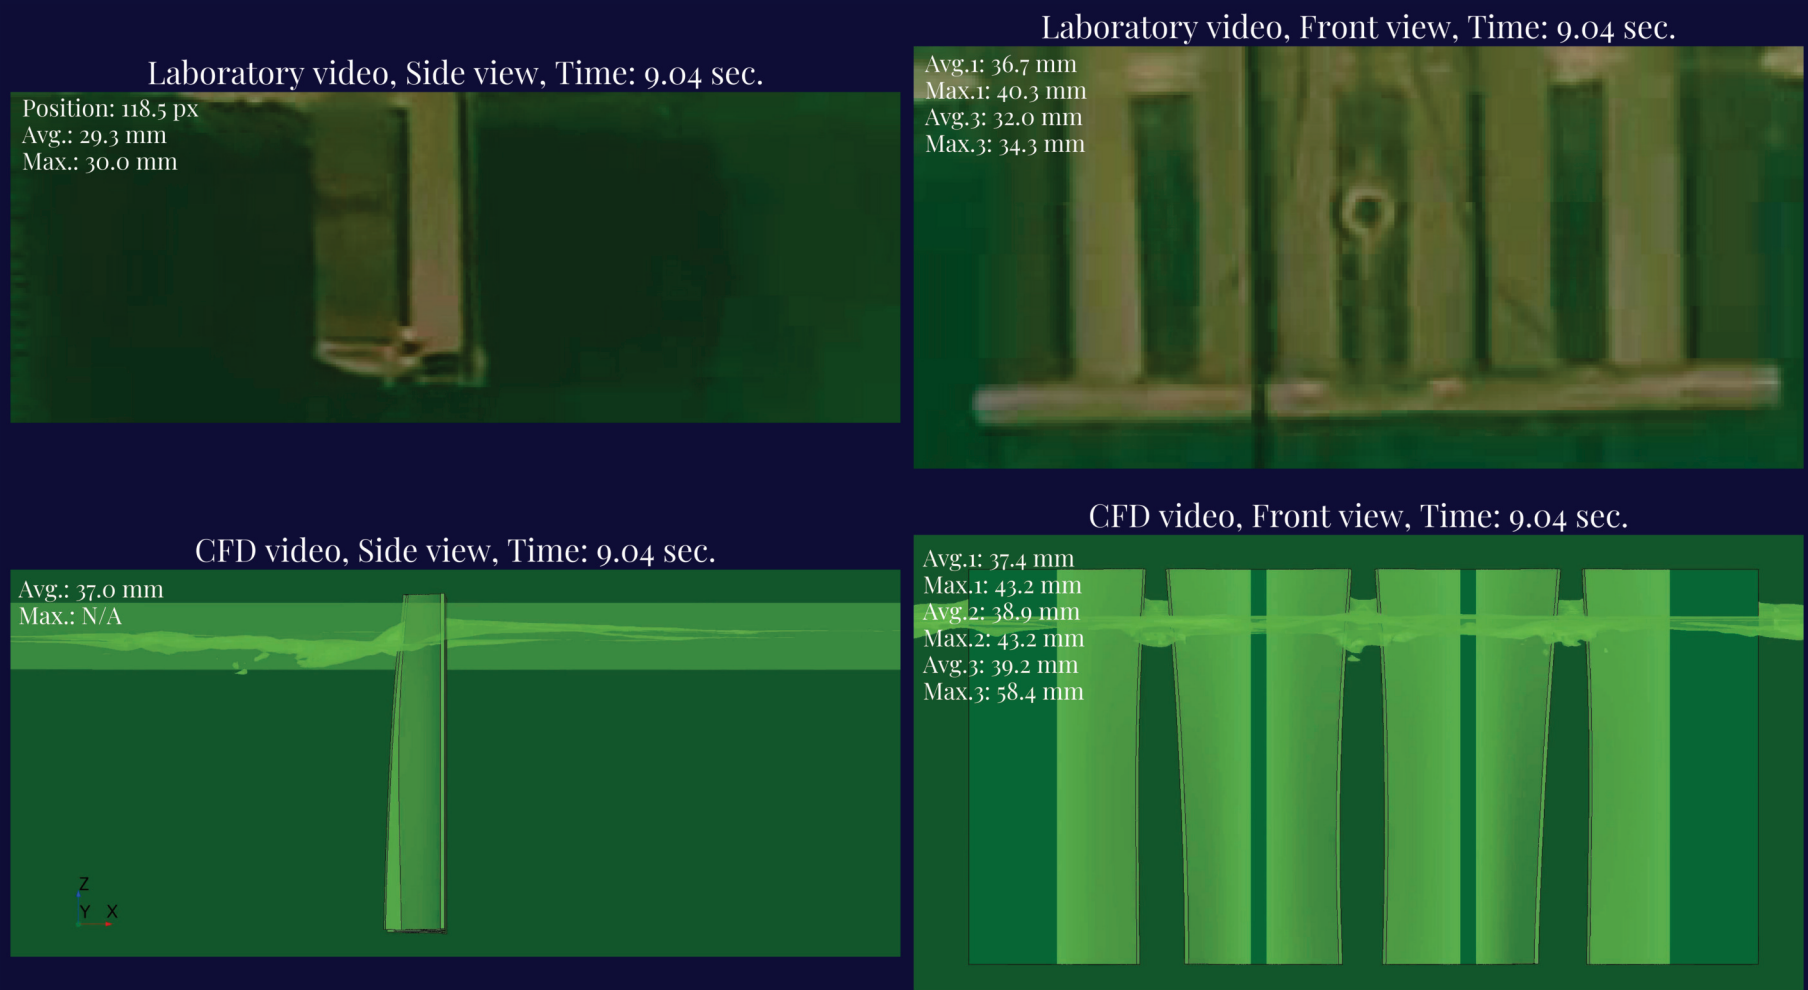 Laboratory video, Side view, Time: 9.04 sec.
Position: 118.5 px
Avg.: 29.3 mm
Max.: 30.0 mm
Laboratory video, Front view, Time: 9.04 sec.
Avg.1: 36.7 mm
Max.1: 40.3 mm
Avg.3: 32.0 mm
Max.3: 34.3 mm
CFD video, Side view, Time: 9.04 sec.
Avg.: 37.0 mm
Max.: N/A
Z
Y X
CFD video, Front view, Time: 9.04 sec.
Avg.1: 37.4 mm
Max.1: 43.2 mm
Avg.2: 38.9 mm
Max.2: 43.2 mm
Avg.3: 39.2 mm
Max.3: 58.4 mm